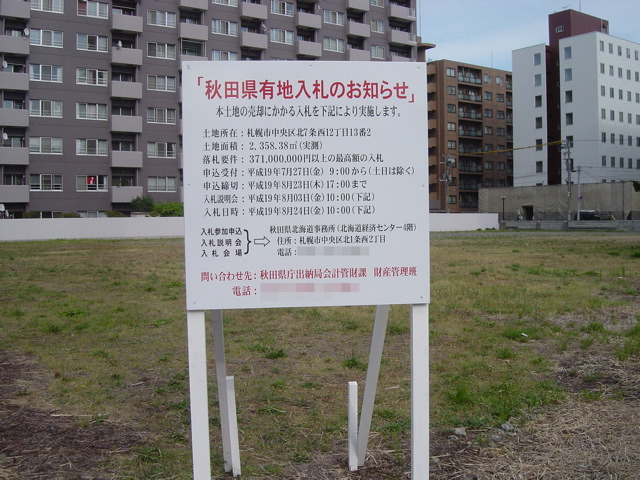 「秋田県有地入札のお知らせ」
本土地の売却にかかる入札を下記により実施します。
土地所在：札幌市中央区北7条西12丁目13番2
土地面積：2,358.38㎡(実測)
落札要件：371,000,000円以上の最高額の入札
申込受付：平成19年7月27日(金) 9:00から(土日は除く)
申込締切：平成19年8月23日(木)17:00まで
入札説明会：平成19年8月03日(金)10:00(下記)
入札日時：平成19年8月24日(金)10:00(下記)
入札参加申込
入札説明会
入札会場
秋田県北海道事務所(北海道経済センター4階)
住所：札幌市中央区北1条西2丁目
電話：
問い合わせ先：秋田県庁出納局会計管財課 財産管理班
電話：